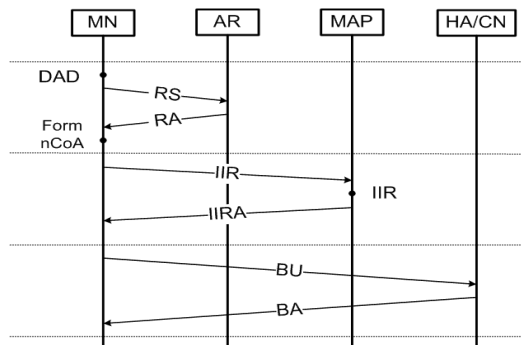 MN AR MAP HA/CN
DAD
RS
RA
Form
nCoA
IIR
IIR
IIRA
BU
BA